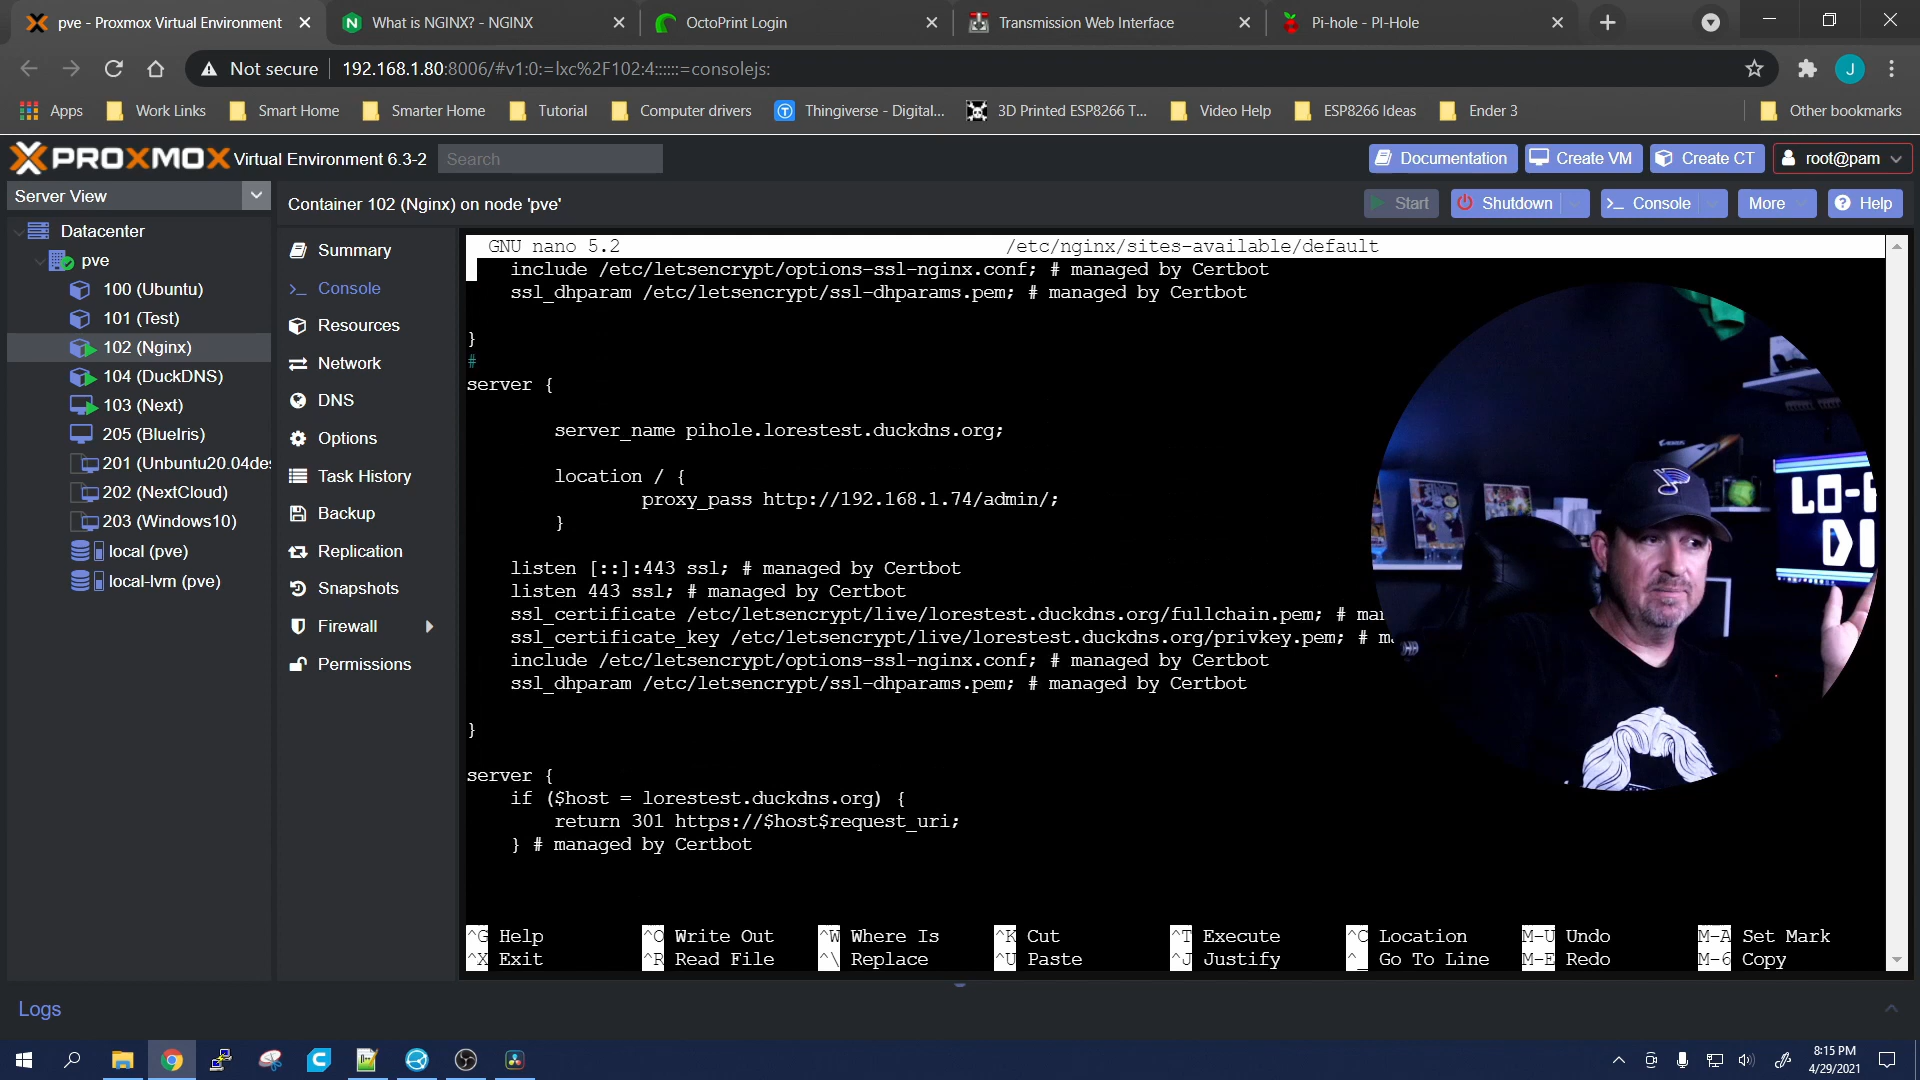 pve - Proxmox Virtual Environment
What is NGINX? - NGINX
OctoPrint Login
Transmission Web Interface
Pi-hole - PI-Hole
Not secure
192.168.1.80:8006/#v1:0:=lxc%2F102:4::::::=consolejs:
J
Apps
Work Links
Smart Home
Smarter Home
Tutorial
Computer drivers
Thingiverse - Digital...
3D Printed ESP8266 T...
Video Help
ESP8266 Ideas
Ender 3
Other bookmarks
PROXMOX Virtual Environment 6.3-2
Search
Documentation
Create VM
Create CT
root@pam
Server View
Container 102 (Nginx) on node 'pve'
Start
Shutdown
Console
More
Help
Datacenter
pve
100 (Ubuntu)
101 (Test)
102 (Nginx)
104 (DuckDNS)
103 (Next)
205 (BlueIris)
201 (Unbuntu20.04de
202 (NextCloud)
203 (Windows10)
local (pve)
local-lvm (pve)
Summary
Console
Resources
Network
DNS
Options
Task History
Backup
Replication
Snapshots
Firewall
Permissions
GNU nano 5.2 /etc/nginx/sites-available/default
include /etc/letsencrypt/options-ssl-nginx.conf; # managed by Certbot
ssl_dhparam /etc/letsencrypt/ssl-dhparams.pem; # managed by Certbot
}
#
server {
server_name pihole.lorestest.duckdns.org;
location / {
proxy_pass http://192.168.1.74/admin/;
}
listen [::]:443 ssl; # managed by Certbot
listen 443 ssl; # managed by Certbot
ssl_certificate /etc/letsencrypt/live/lorestest.duckdns.org/fullchain.pem; # ma
ssl_certificate_key /etc/letsencrypt/live/lorestest.duckdns.org/privkey.pem; # m
include /etc/letsencrypt/options-ssl-nginx.conf; # managed by Certbot
ssl_dhparam /etc/letsencrypt/ssl-dhparams.pem; # managed by Certbot
}
server {
if ($host = lorestest.duckdns.org) {
return 301 https://$host$request_uri;
} # managed by Certbot
^G Help ^O Write Out ^W Where Is ^K Cut ^T Execute ^C Location M-U Undo M-A Set Mark
^X Exit ^R Read File ^\ Replace ^U Paste ^J Justify ^_ Go To Line M-E Redo M-6 Copy
LO-
DI
Logs
8:15 PM
4/29/2021